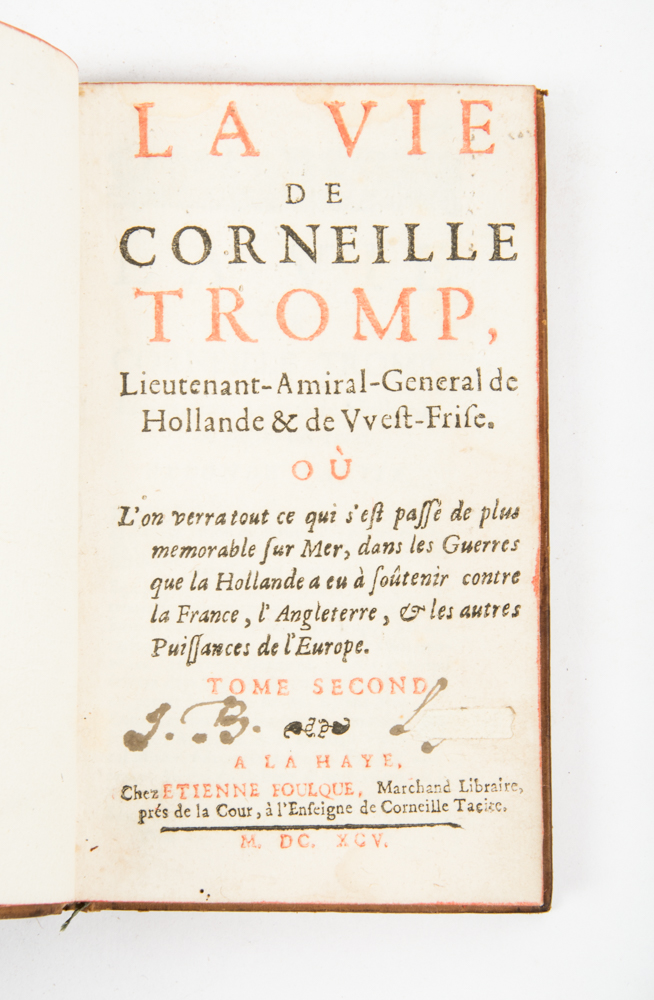 LA VIE
DE
CORNEILLE
TROMP,
Lieutenant-Amiral-General de
Hollande & de VVeſt-Friſe.
OÙ
L'on verra tout ce qui s'eſt paſſé de plus
memorable ſur Mer, dans les Guerres
que la Hollande a eu à ſoûtenir contre
la France, l'Angleterre, & les autres
Puiſſances de l'Europe.
TOME SECOND
J. B.
A LA HAYE,
Chez ETIENNE FOULQUE, Marchand Libraire,
prés de la Cour, à l'Enſeigne de Corneille Tacite.
M. DC. XCV.